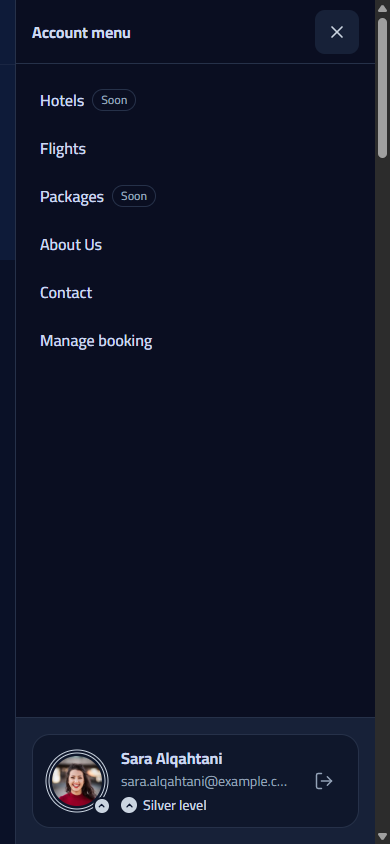 Account menu
Hotels Soon
Flights
Packages Soon
About Us
Contact
Manage booking
Sara Alqahtani
sara.alqahtani@example.c...
Silver level